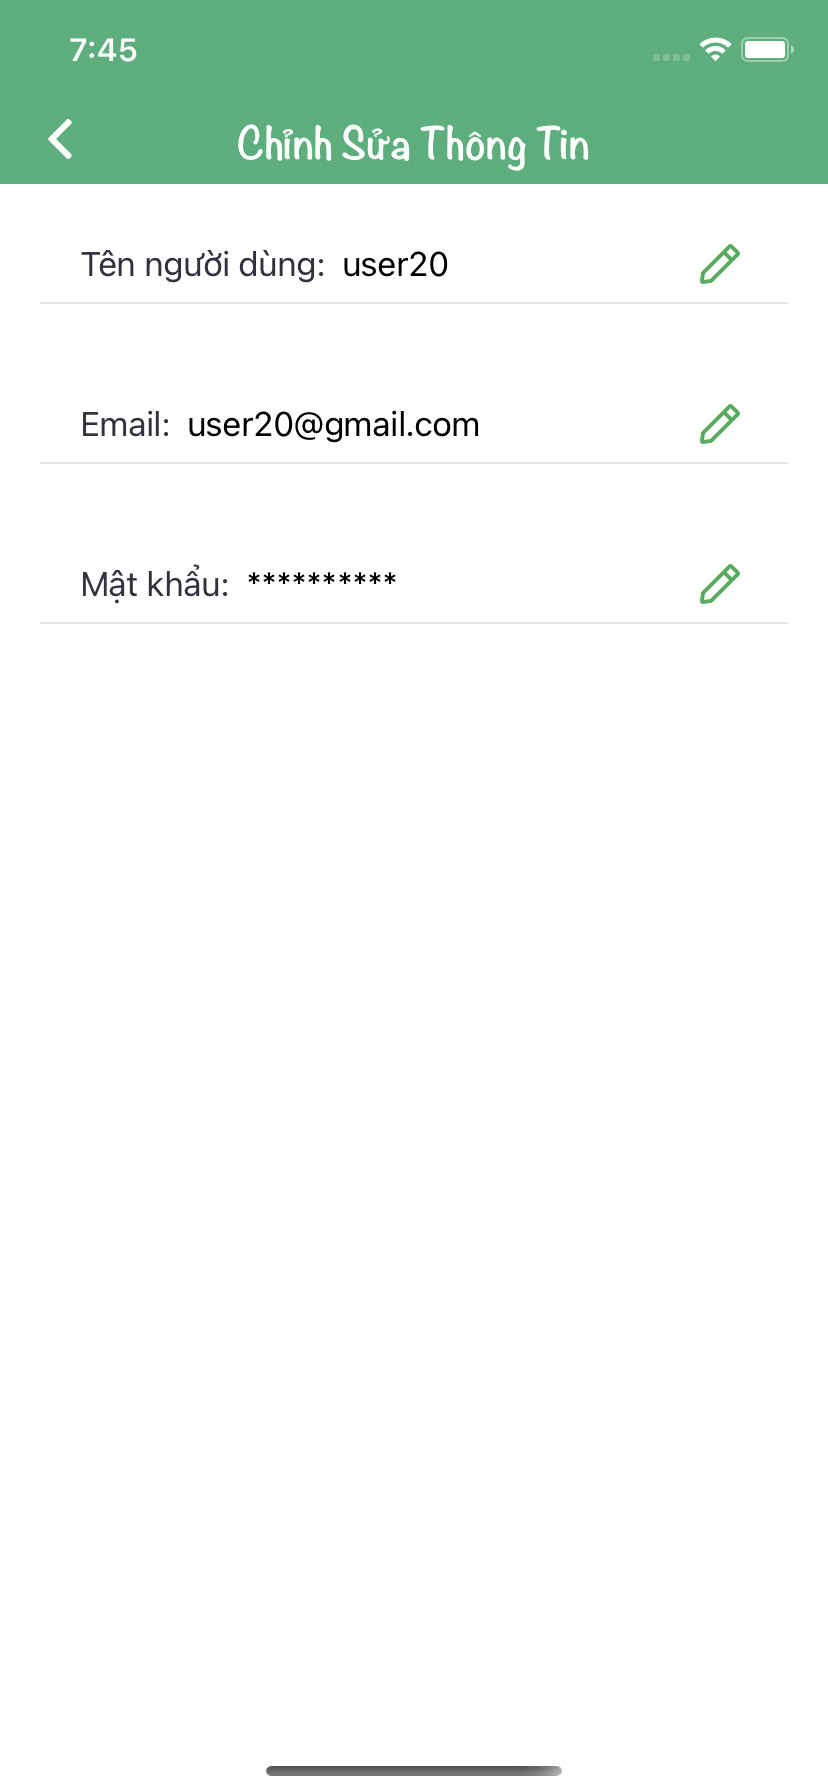 7:45
Chỉnh Sửa Thông Tin
Tên người dùng: user20
Email: user20@gmail.com
Mật khẩu: **********